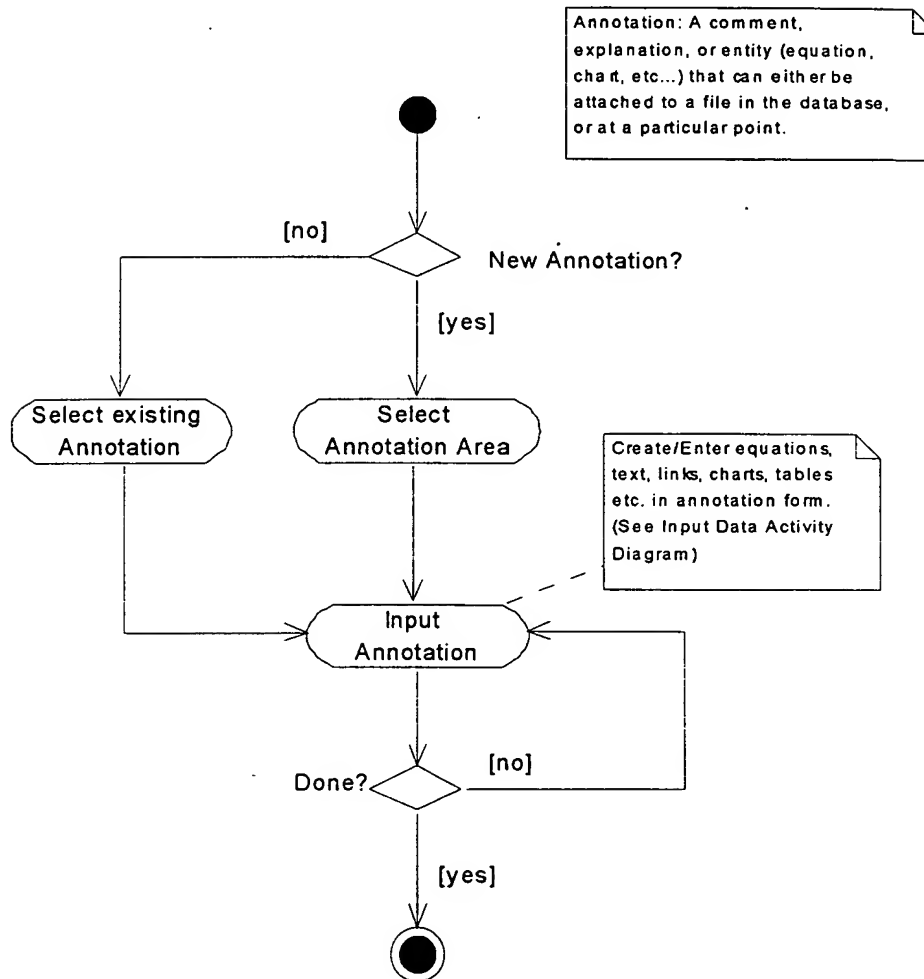 Annotation: A comment,
explanation, or entity (equation,
chart, etc...) that can either be
attached to a file in the database,
or at a particular point.
[no]
New Annotation?
[yes]
Select existing
Annotation
Select
Annotation Area
Create/Enter equations,
text, links, charts, tables
etc. in annotation form.
(See Input Data Activity
Diagram)
Input
Annotation
Done?
[no]
[yes]